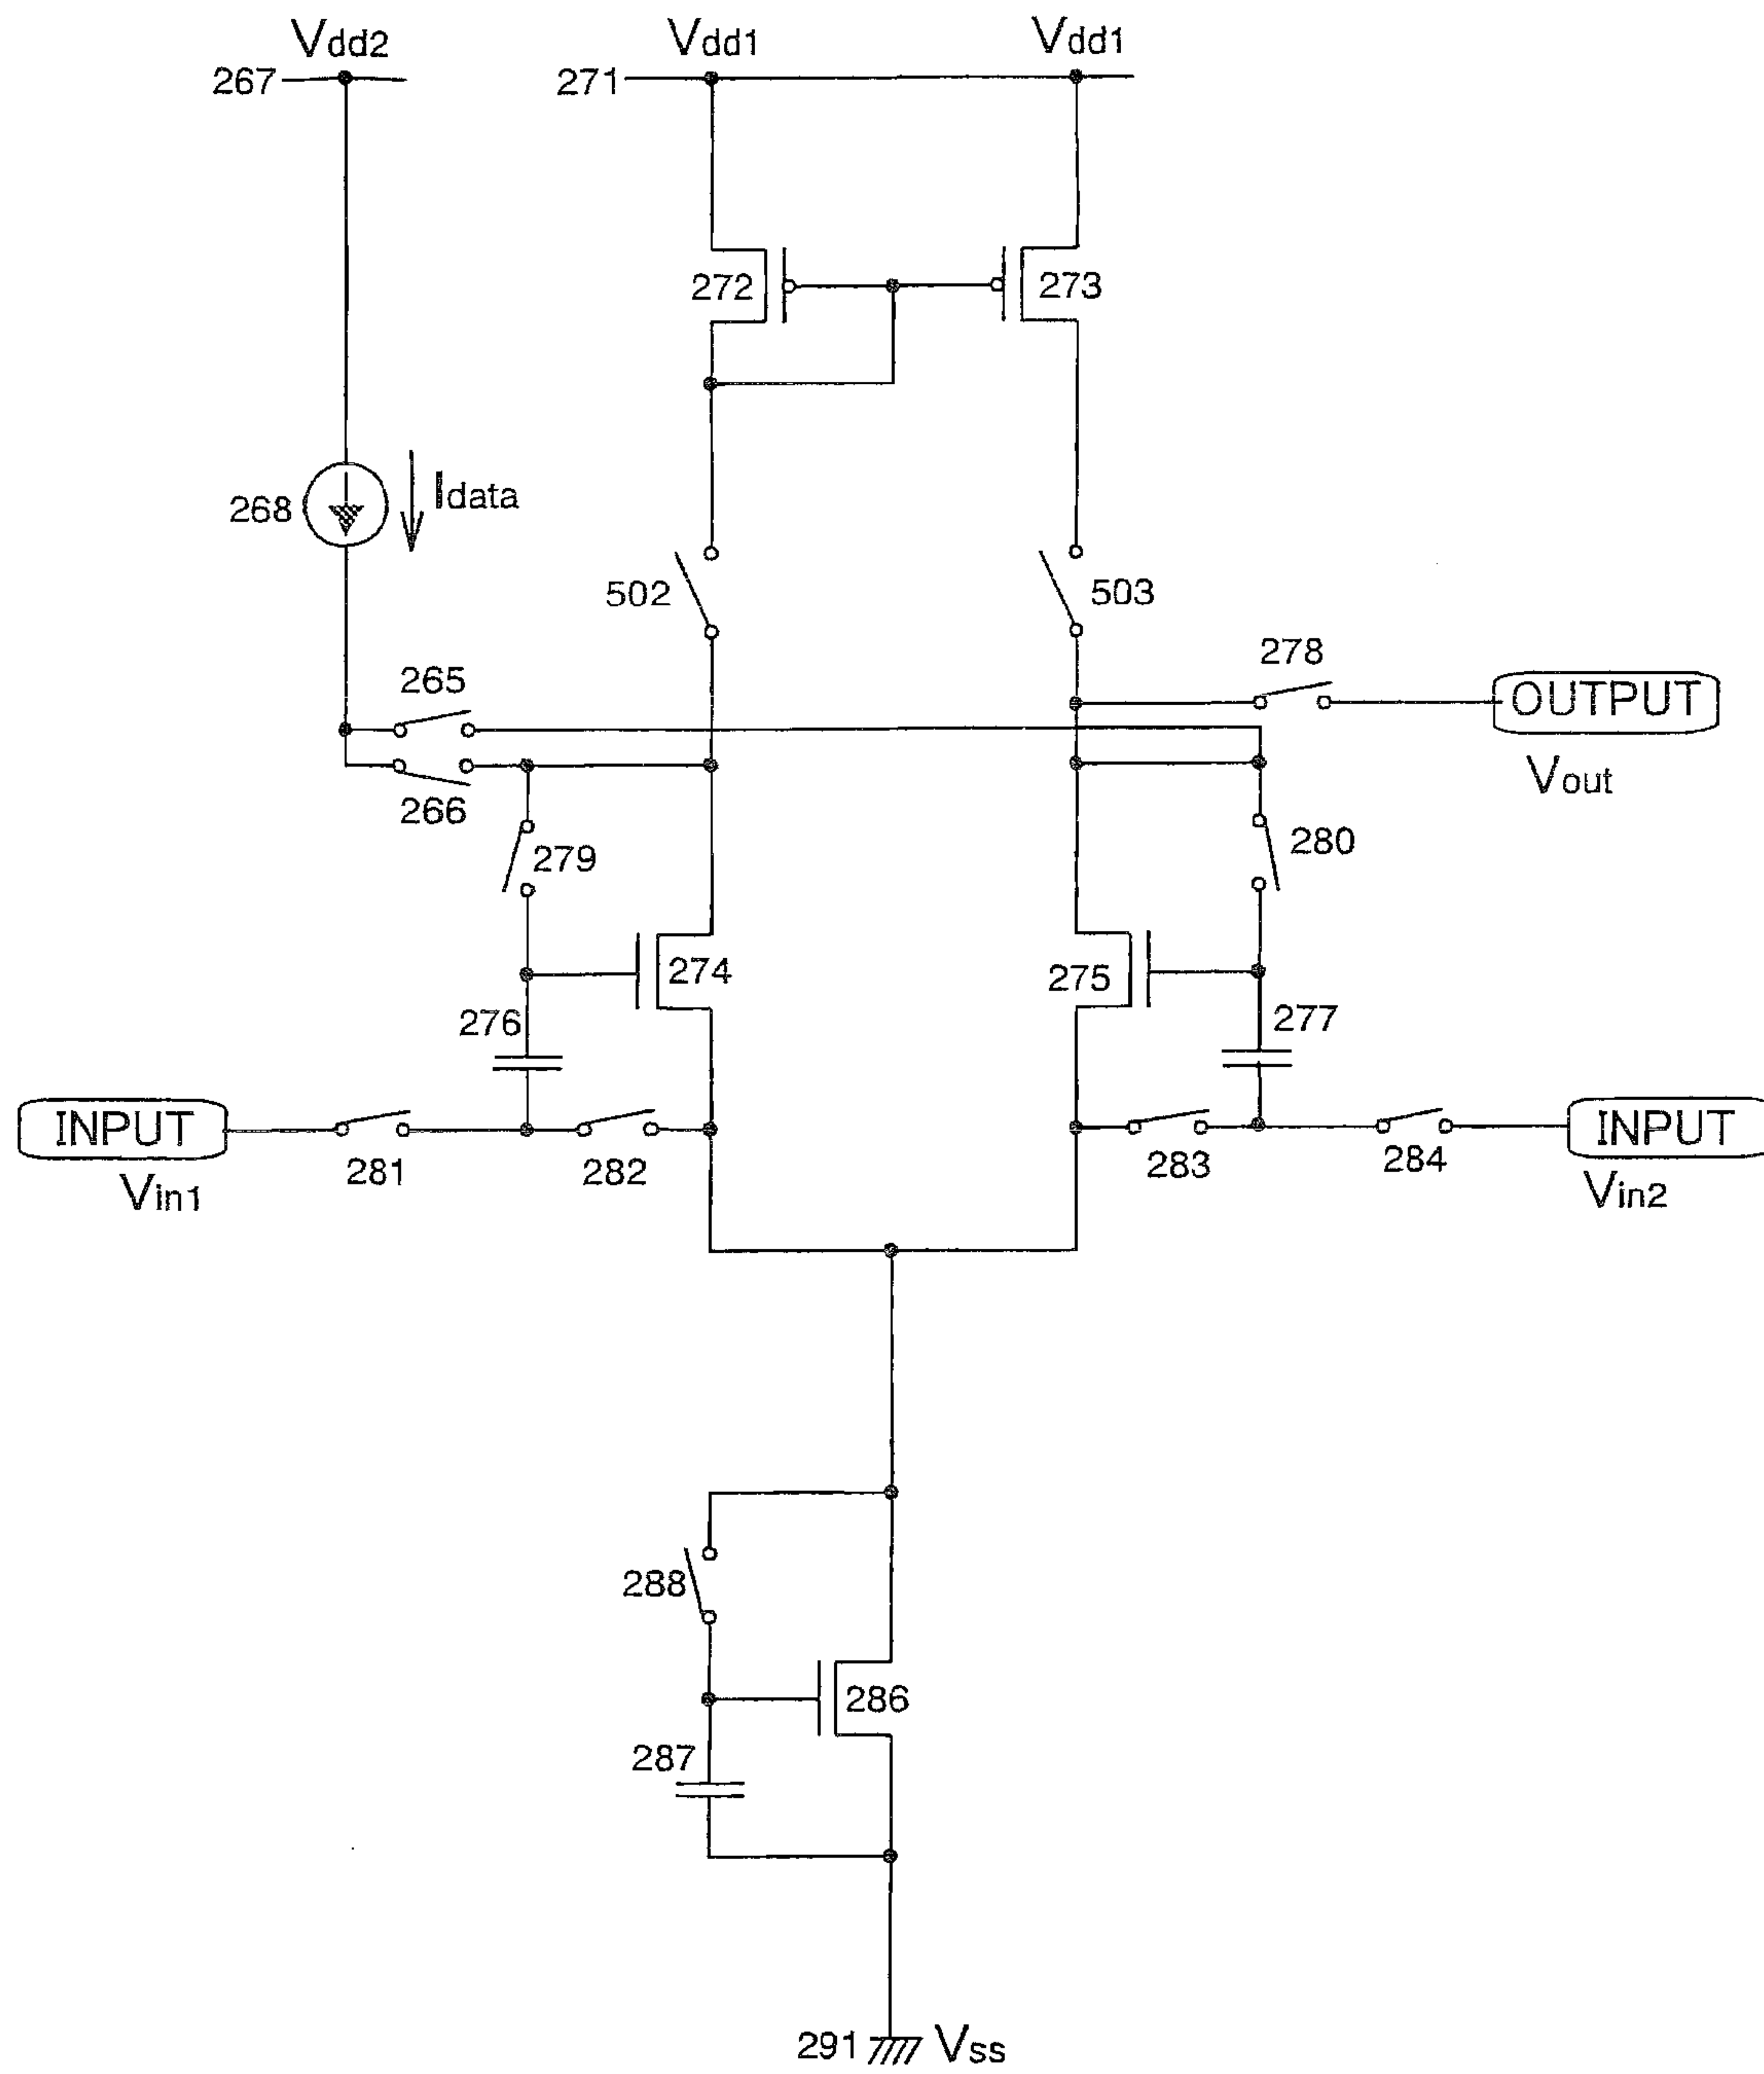 Vdd2
Vdd1
Vdd1
267
271
272
273
268
Idata
502
503
278
265
OUTPUT
266
Vout
279
280
274
275
276
277
INPUT
INPUT
281
282
283
284
Vin1
Vin2
288
286
287
291
Vss